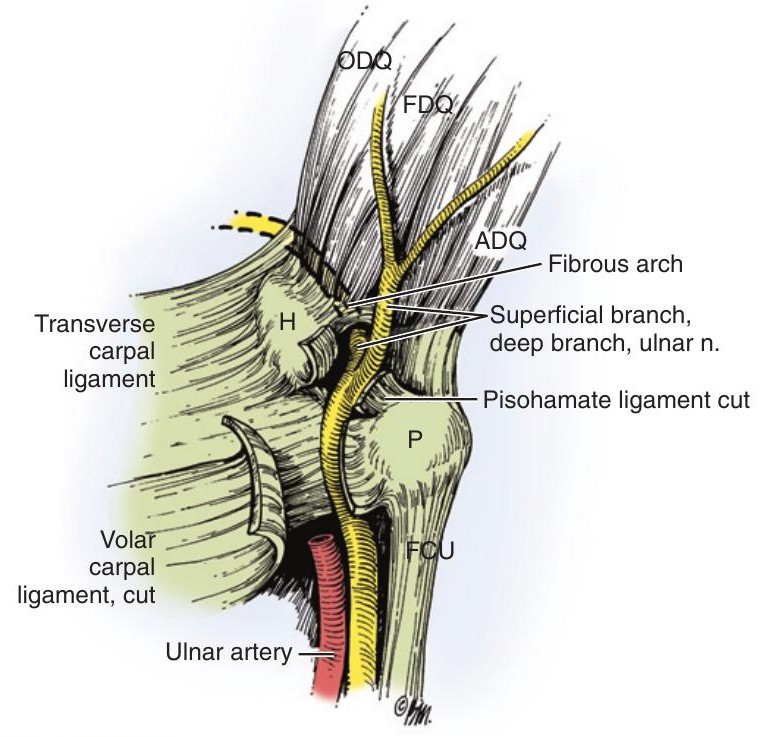 ODQ
FDQ
ADQ
Fibrous arch
H
Superficial branch,
deep branch, ulnar n.
Transverse
carpal
ligament
Pisohamate ligament cut
P
Volar
carpal
ligament, cut
FCU
Ulnar artery
©